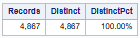 Records Distinct DistinctPct
4,867 4,867 100.00%